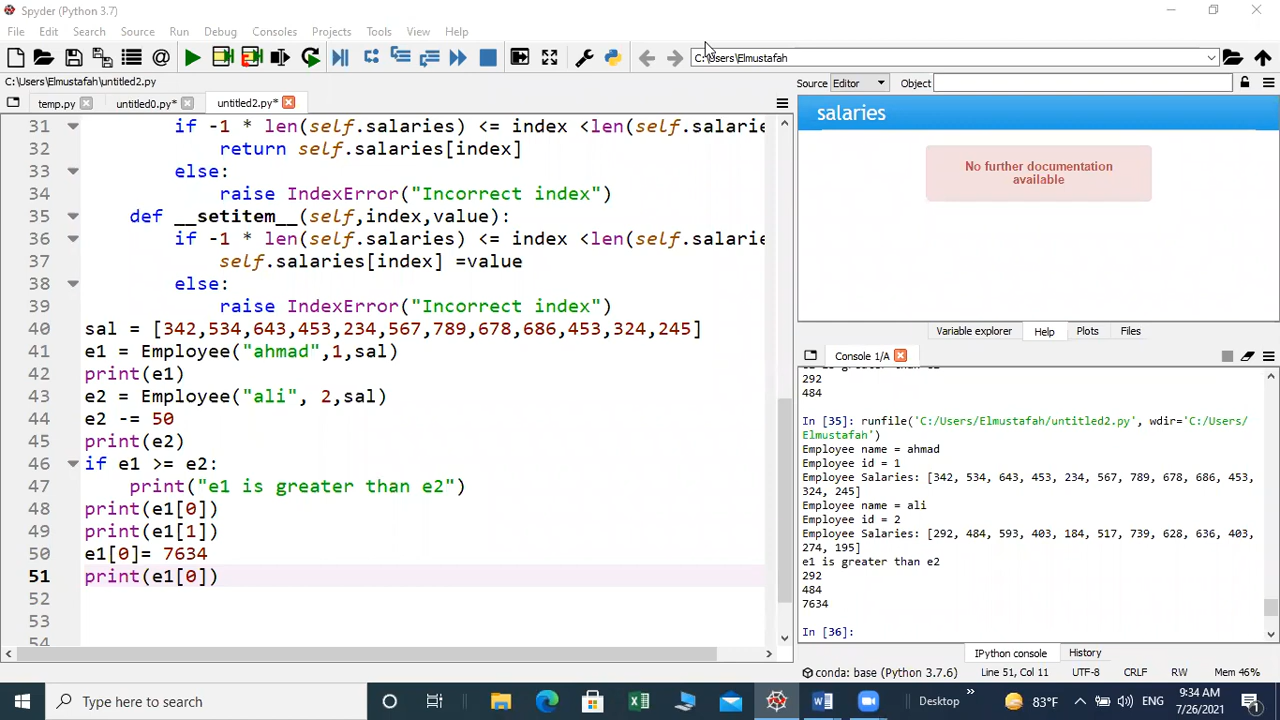 Spyder (Python 3.7)
File Edit Search Source Run Debug Consoles Projects Tools View Help
C:\Users\Elmustafah
C:\Users\Elmustafah\untitled2.py
temp.py untitled0.py* untitled2.py*
31 if -1 * len(self.salaries) <= index <len(self.salarie
32 return self.salaries[index]
33 else:
34 raise IndexError("Incorrect index")
35 def __setitem__(self,index,value):
36 if -1 * len(self.salaries) <= index <len(self.salarie
37 self.salaries[index] =value
38 else:
39 raise IndexError("Incorrect index")
40 sal = [342,534,643,453,234,567,789,678,686,453,324,245]
41 e1 = Employee("ahmad",1,sal)
42 print(e1)
43 e2 = Employee("ali", 2,sal)
44 e2 -= 50
45 print(e2)
46 if e1 >= e2:
47 print("e1 is greater than e2")
48 print(e1[0])
49 print(e1[1])
50 e1[0]= 7634
51 print(e1[0])
52
53
54
Source Editor Object
salaries
No further documentation
available
Variable explorer Help Plots Files
Console 1/A
e1 is greater than e2
292
484
In [35]: runfile('C:/Users/Elmustafah/untitled2.py', wdir='C:/Users/
Elmustafah')
Employee name = ahmad
Employee id = 1
Employee Salaries: [342, 534, 643, 453, 234, 567, 789, 678, 686, 453,
324, 245]
Employee name = ali
Employee id = 2
Employee Salaries: [292, 484, 593, 403, 184, 517, 739, 628, 636, 403,
274, 195]
e1 is greater than e2
292
484
7634
In [36]:
IPython console History
conda: base (Python 3.7.6) Line 51, Col 11 UTF-8 CRLF RW Mem 46%
Type here to search
Desktop » 83°F ENG
9:34 AM
7/26/2021
1